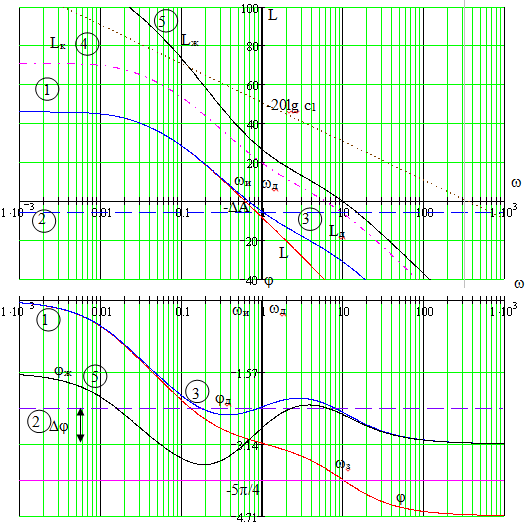 100 L
5
Lк 4 Lж
80
60
1
-20lg c1
40
20
ωи ωд ω
1·10⁻³ 0.01 0.1 1 10 100 1·10³
2 -ΔA 3
Lд
20
L
40
φ ω
1·10⁻³ 0.01 0.1 ωи 1 ωд 10 100 1·10³
1
φж 5 1.57
3 φд
2 Δφ
3.14
ωз
-5π/4 φ
4.71